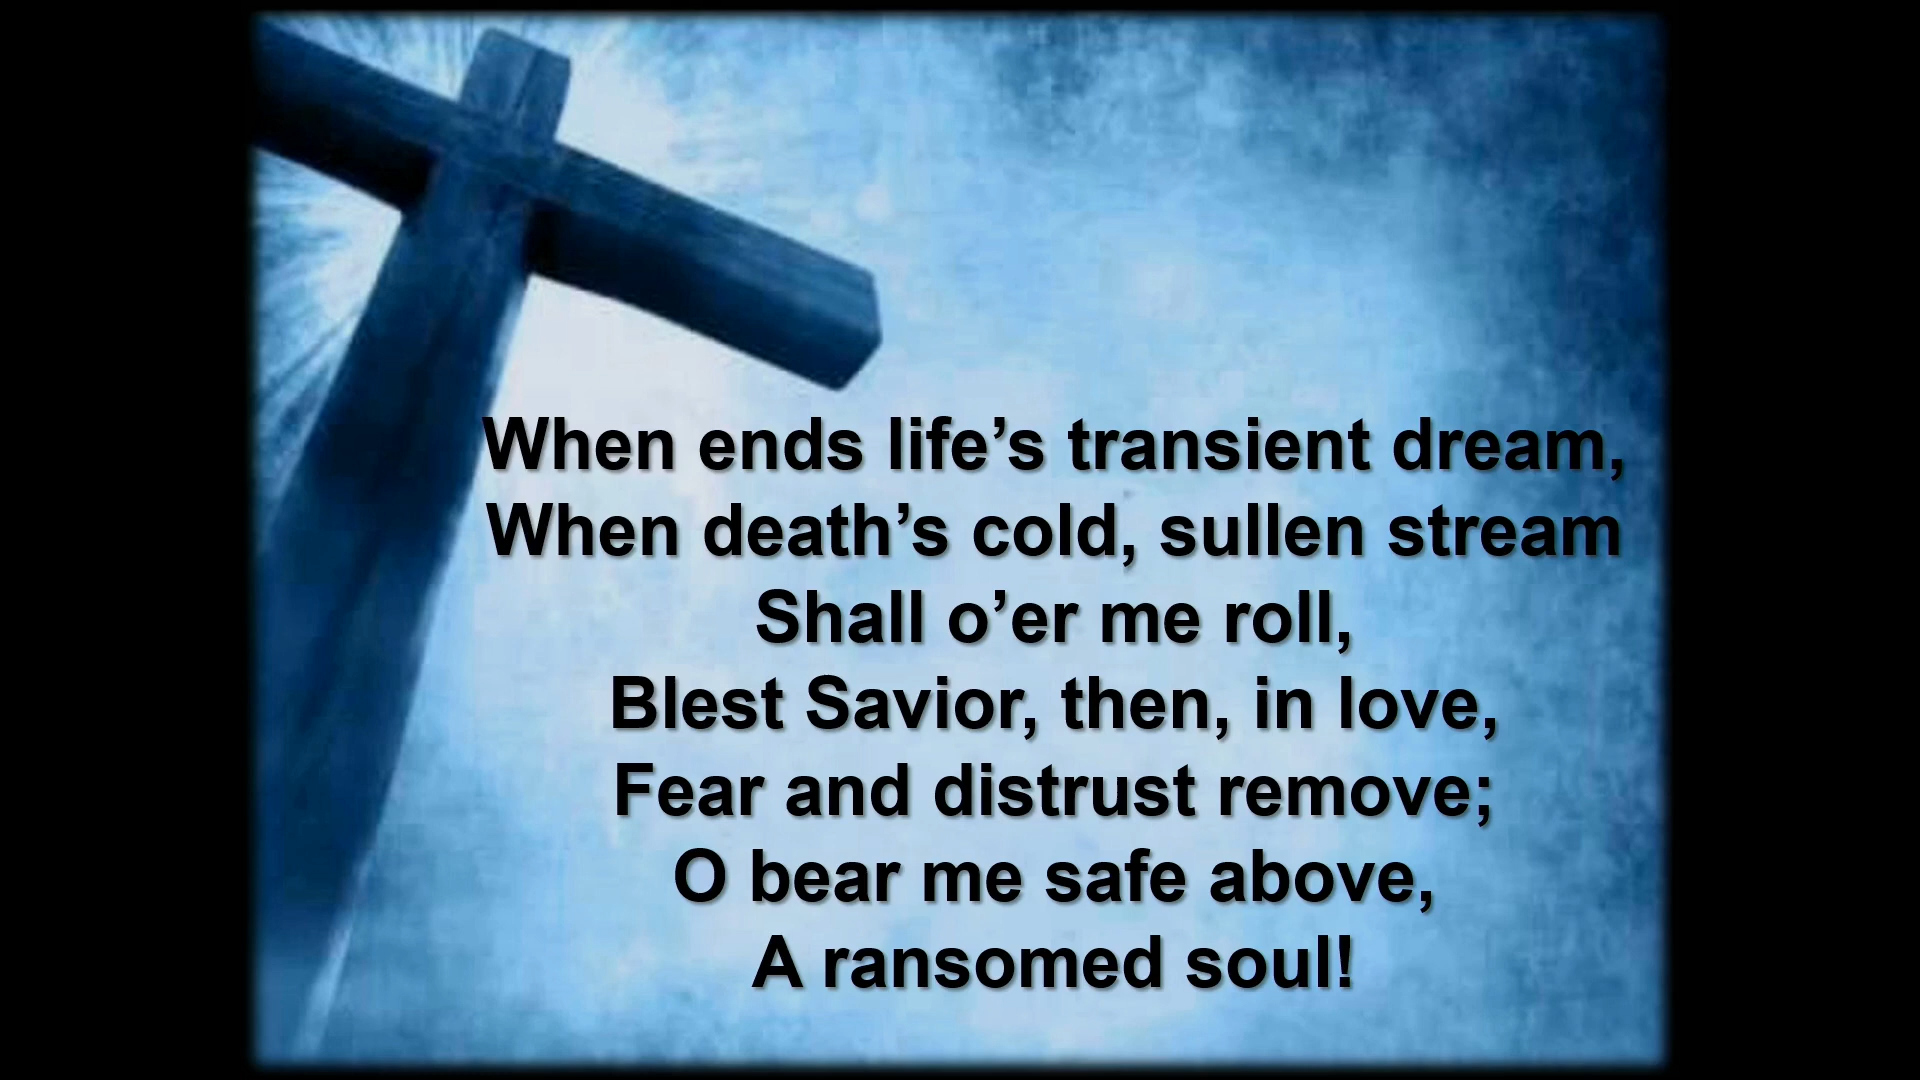 When ends life’s transient dream,
When death’s cold, sullen stream
Shall o’er me roll,
Blest Savior, then, in love,
Fear and distrust remove;
O bear me safe above,
A ransomed soul!